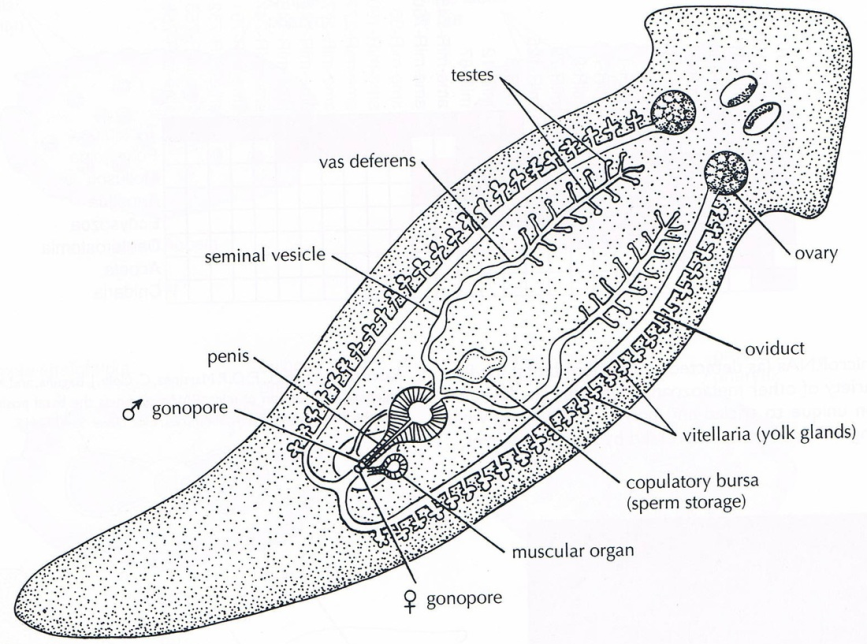 testes
vas deferens
seminal vesicle
ovary
penis
oviduct
♂ gonopore
vitellaria (yolk glands)
copulatory bursa
(sperm storage)
muscular organ
♀ gonopore